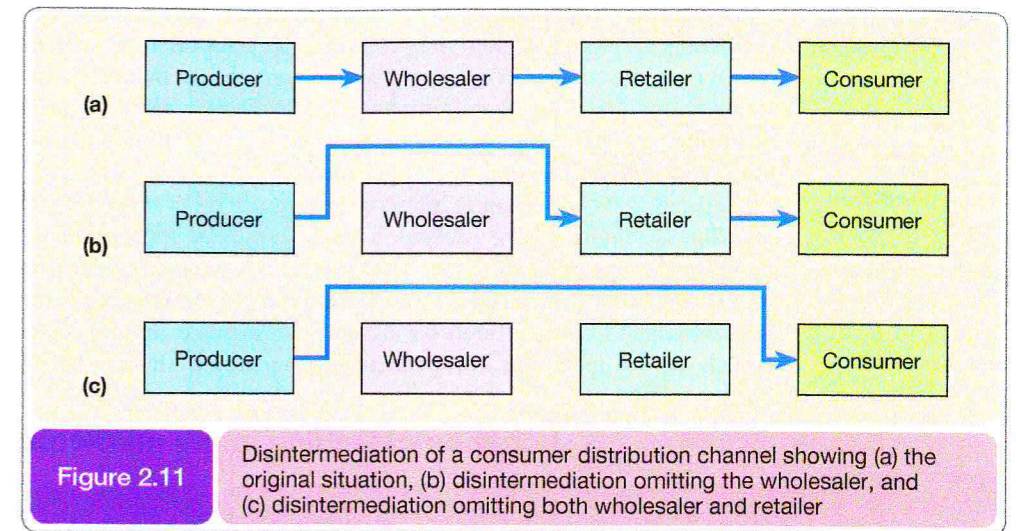 Producer Wholesaler Retailer Consumer
(a)
Producer Wholesaler Retailer Consumer
(b)
Producer Wholesaler Retailer Consumer
(c)
Figure 2.11
Disintermediation of a consumer distribution channel showing (a) the
original situation, (b) disintermediation omitting the wholesaler, and
(c) disintermediation omitting both wholesaler and retailer